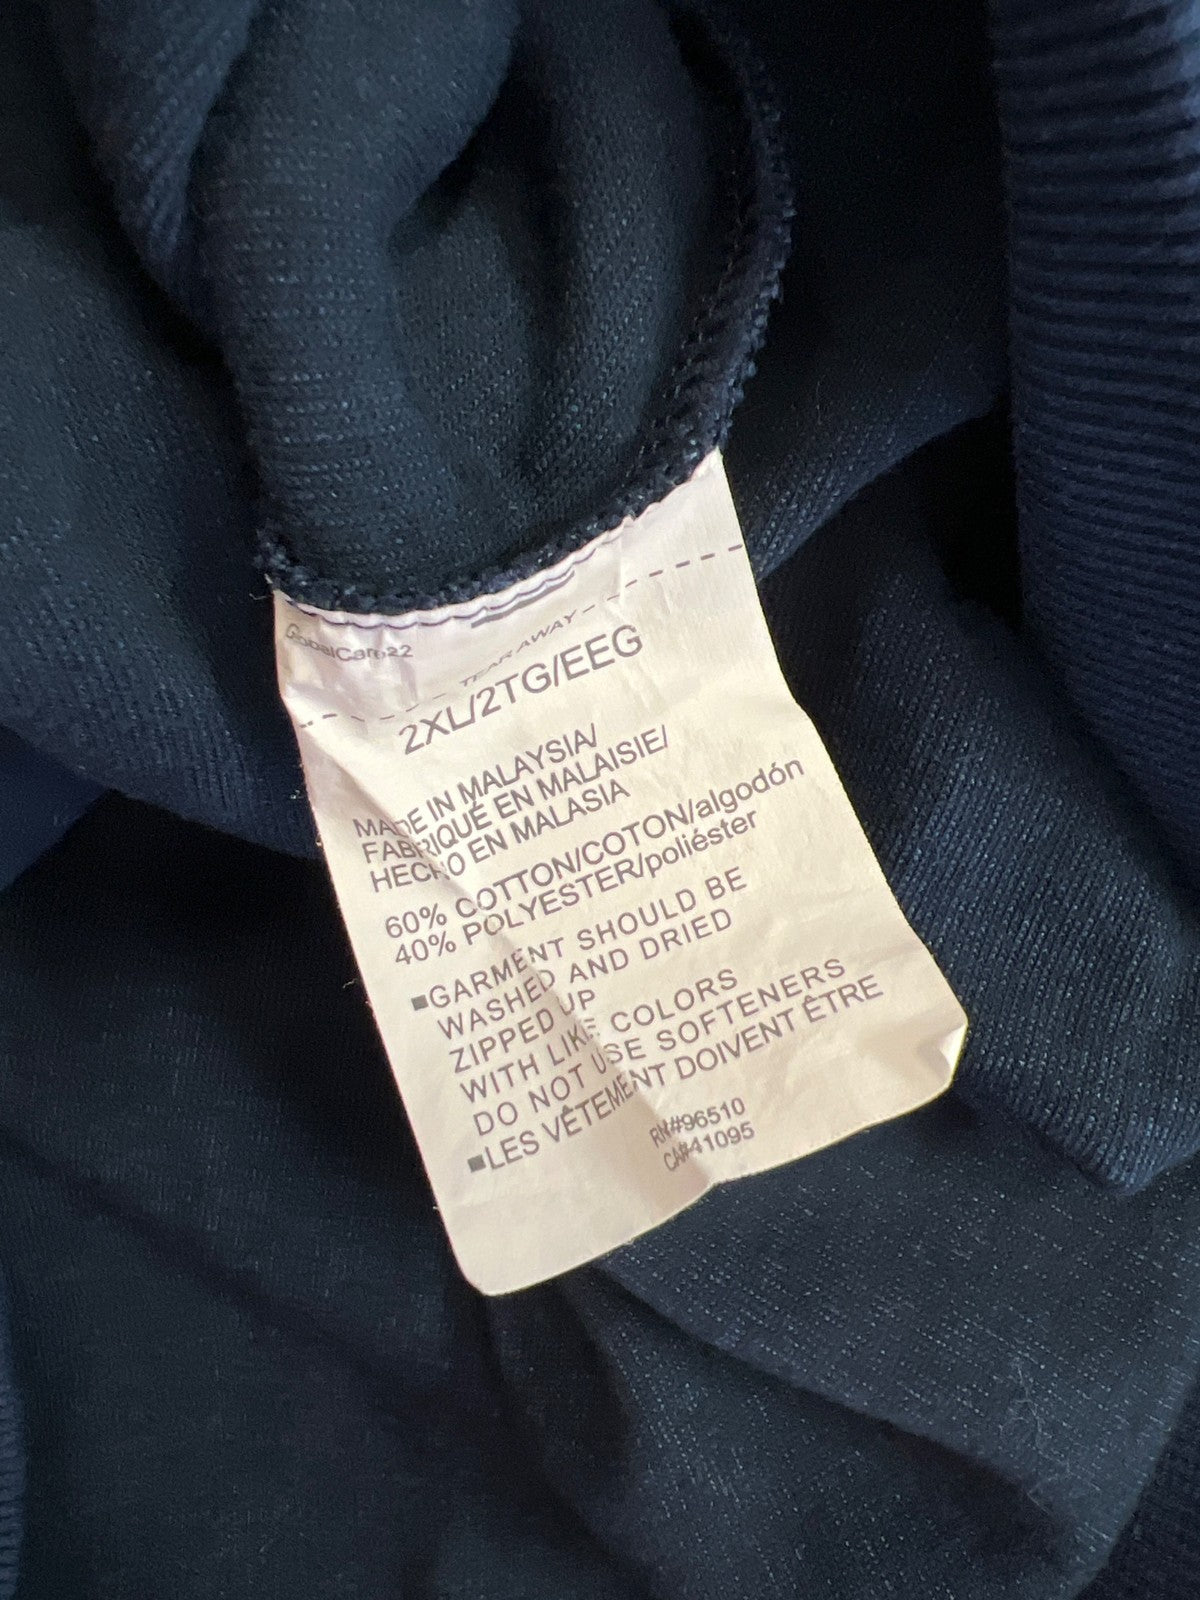 GlobalCare22
TEAR AWAY
2XL/2TG/EEG
MADE IN MALAYSIA/
FABRIQUÉ EN MALAISIE/
HECHO EN MALASIA
60% COTTON/COTON/algodón
40% POLYESTER/poliéster
■GARMENT SHOULD BE
WASHED AND DRIED
ZIPPED UP
WITH LIKE COLORS
DO NOT USE SOFTENERS
■LES VÊTEMENT DOIVENT ÊTRE
RN#96510
CA#41095